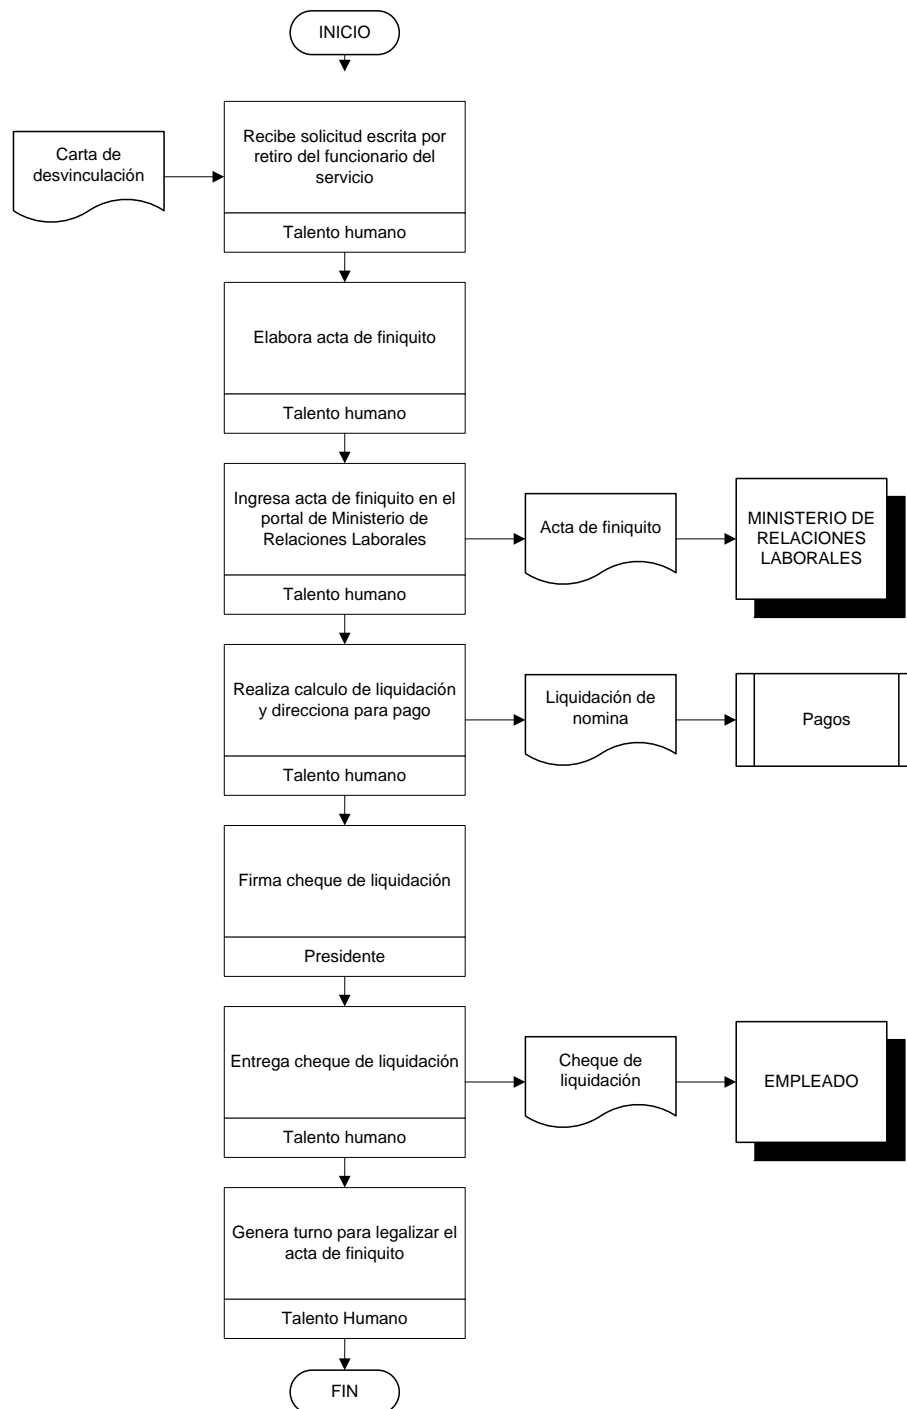 INICIO
Carta de
desvinculación
Recibe solicitud escrita por
retiro del funcionario del
servicio
Talento humano
Elabora acta de finiquito
Talento humano
Ingresa acta de finiquito en el
portal de Ministerio de
Relaciones Laborales
Talento humano
Acta de finiquito
MINISTERIO DE
RELACIONES
LABORALES
Realiza calculo de liquidación
y direcciona para pago
Talento humano
Liquidación de
nomina
Pagos
Firma cheque de liquidación
Presidente
Entrega cheque de liquidación
Talento humano
Cheque de
liquidación
EMPLEADO
Genera turno para legalizar el
acta de finiquito
Talento Humano
FIN